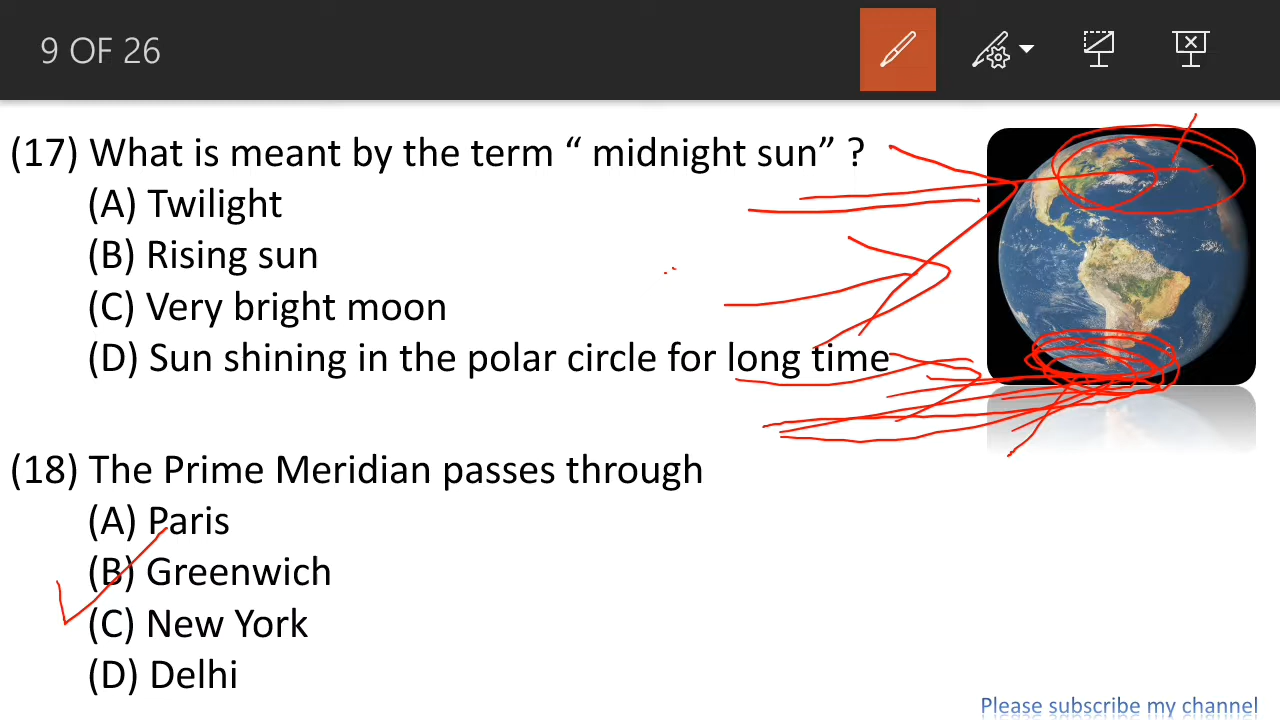 9 OF 26
(17) What is meant by the term “ midnight sun” ?
(A) Twilight
(B) Rising sun
(C) Very bright moon
(D) Sun shining in the polar circle for long time
(18) The Prime Meridian passes through
(A) Paris
(B) Greenwich
(C) New York
(D) Delhi
Please subscribe my channel